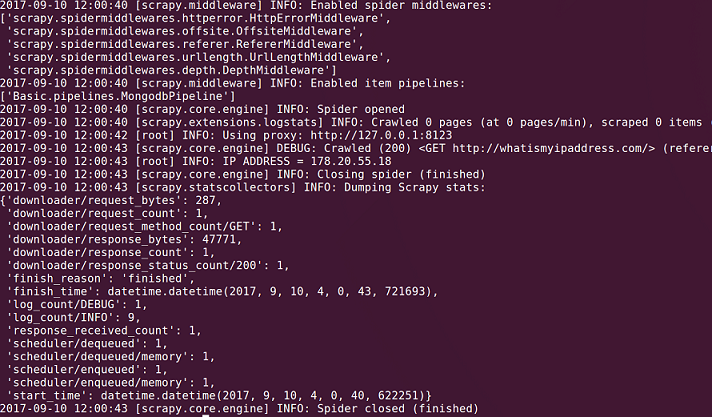 2017-09-10 12:00:40 [scrapy.middleware] INFO: Enabled spider middlewares:
['scrapy.spidermiddlewares.httperror.HttpErrorMiddleware',
 'scrapy.spidermiddlewares.offsite.OffsiteMiddleware',
 'scrapy.spidermiddlewares.referer.RefererMiddleware',
 'scrapy.spidermiddlewares.urllength.UrlLengthMiddleware',
 'scrapy.spidermiddlewares.depth.DepthMiddleware']
2017-09-10 12:00:40 [scrapy.middleware] INFO: Enabled item pipelines:
['Basic.pipelines.MongodbPipeline']
2017-09-10 12:00:40 [scrapy.core.engine] INFO: Spider opened
2017-09-10 12:00:40 [scrapy.extensions.logstats] INFO: Crawled 0 pages (at 0 pages/min), scraped 0 items (
2017-09-10 12:00:42 [root] INFO: Using proxy: http://127.0.0.1:8123
2017-09-10 12:00:43 [scrapy.core.engine] DEBUG: Crawled (200) <GET http://whatismyipaddress.com/> (refere
2017-09-10 12:00:43 [root] INFO: IP ADDRESS = 178.20.55.18
2017-09-10 12:00:43 [scrapy.core.engine] INFO: Closing spider (finished)
2017-09-10 12:00:43 [scrapy.statscollectors] INFO: Dumping Scrapy stats:
{'downloader/request_bytes': 287,
 'downloader/request_count': 1,
 'downloader/request_method_count/GET': 1,
 'downloader/response_bytes': 47771,
 'downloader/response_count': 1,
 'downloader/response_status_count/200': 1,
 'finish_reason': 'finished',
 'finish_time': datetime.datetime(2017, 9, 10, 4, 0, 43, 721693),
 'log_count/DEBUG': 1,
 'log_count/INFO': 9,
 'response_received_count': 1,
 'scheduler/dequeued': 1,
 'scheduler/dequeued/memory': 1,
 'scheduler/enqueued': 1,
 'scheduler/enqueued/memory': 1,
 'start_time': datetime.datetime(2017, 9, 10, 4, 0, 40, 622251)}
2017-09-10 12:00:43 [scrapy.core.engine] INFO: Spider closed (finished)